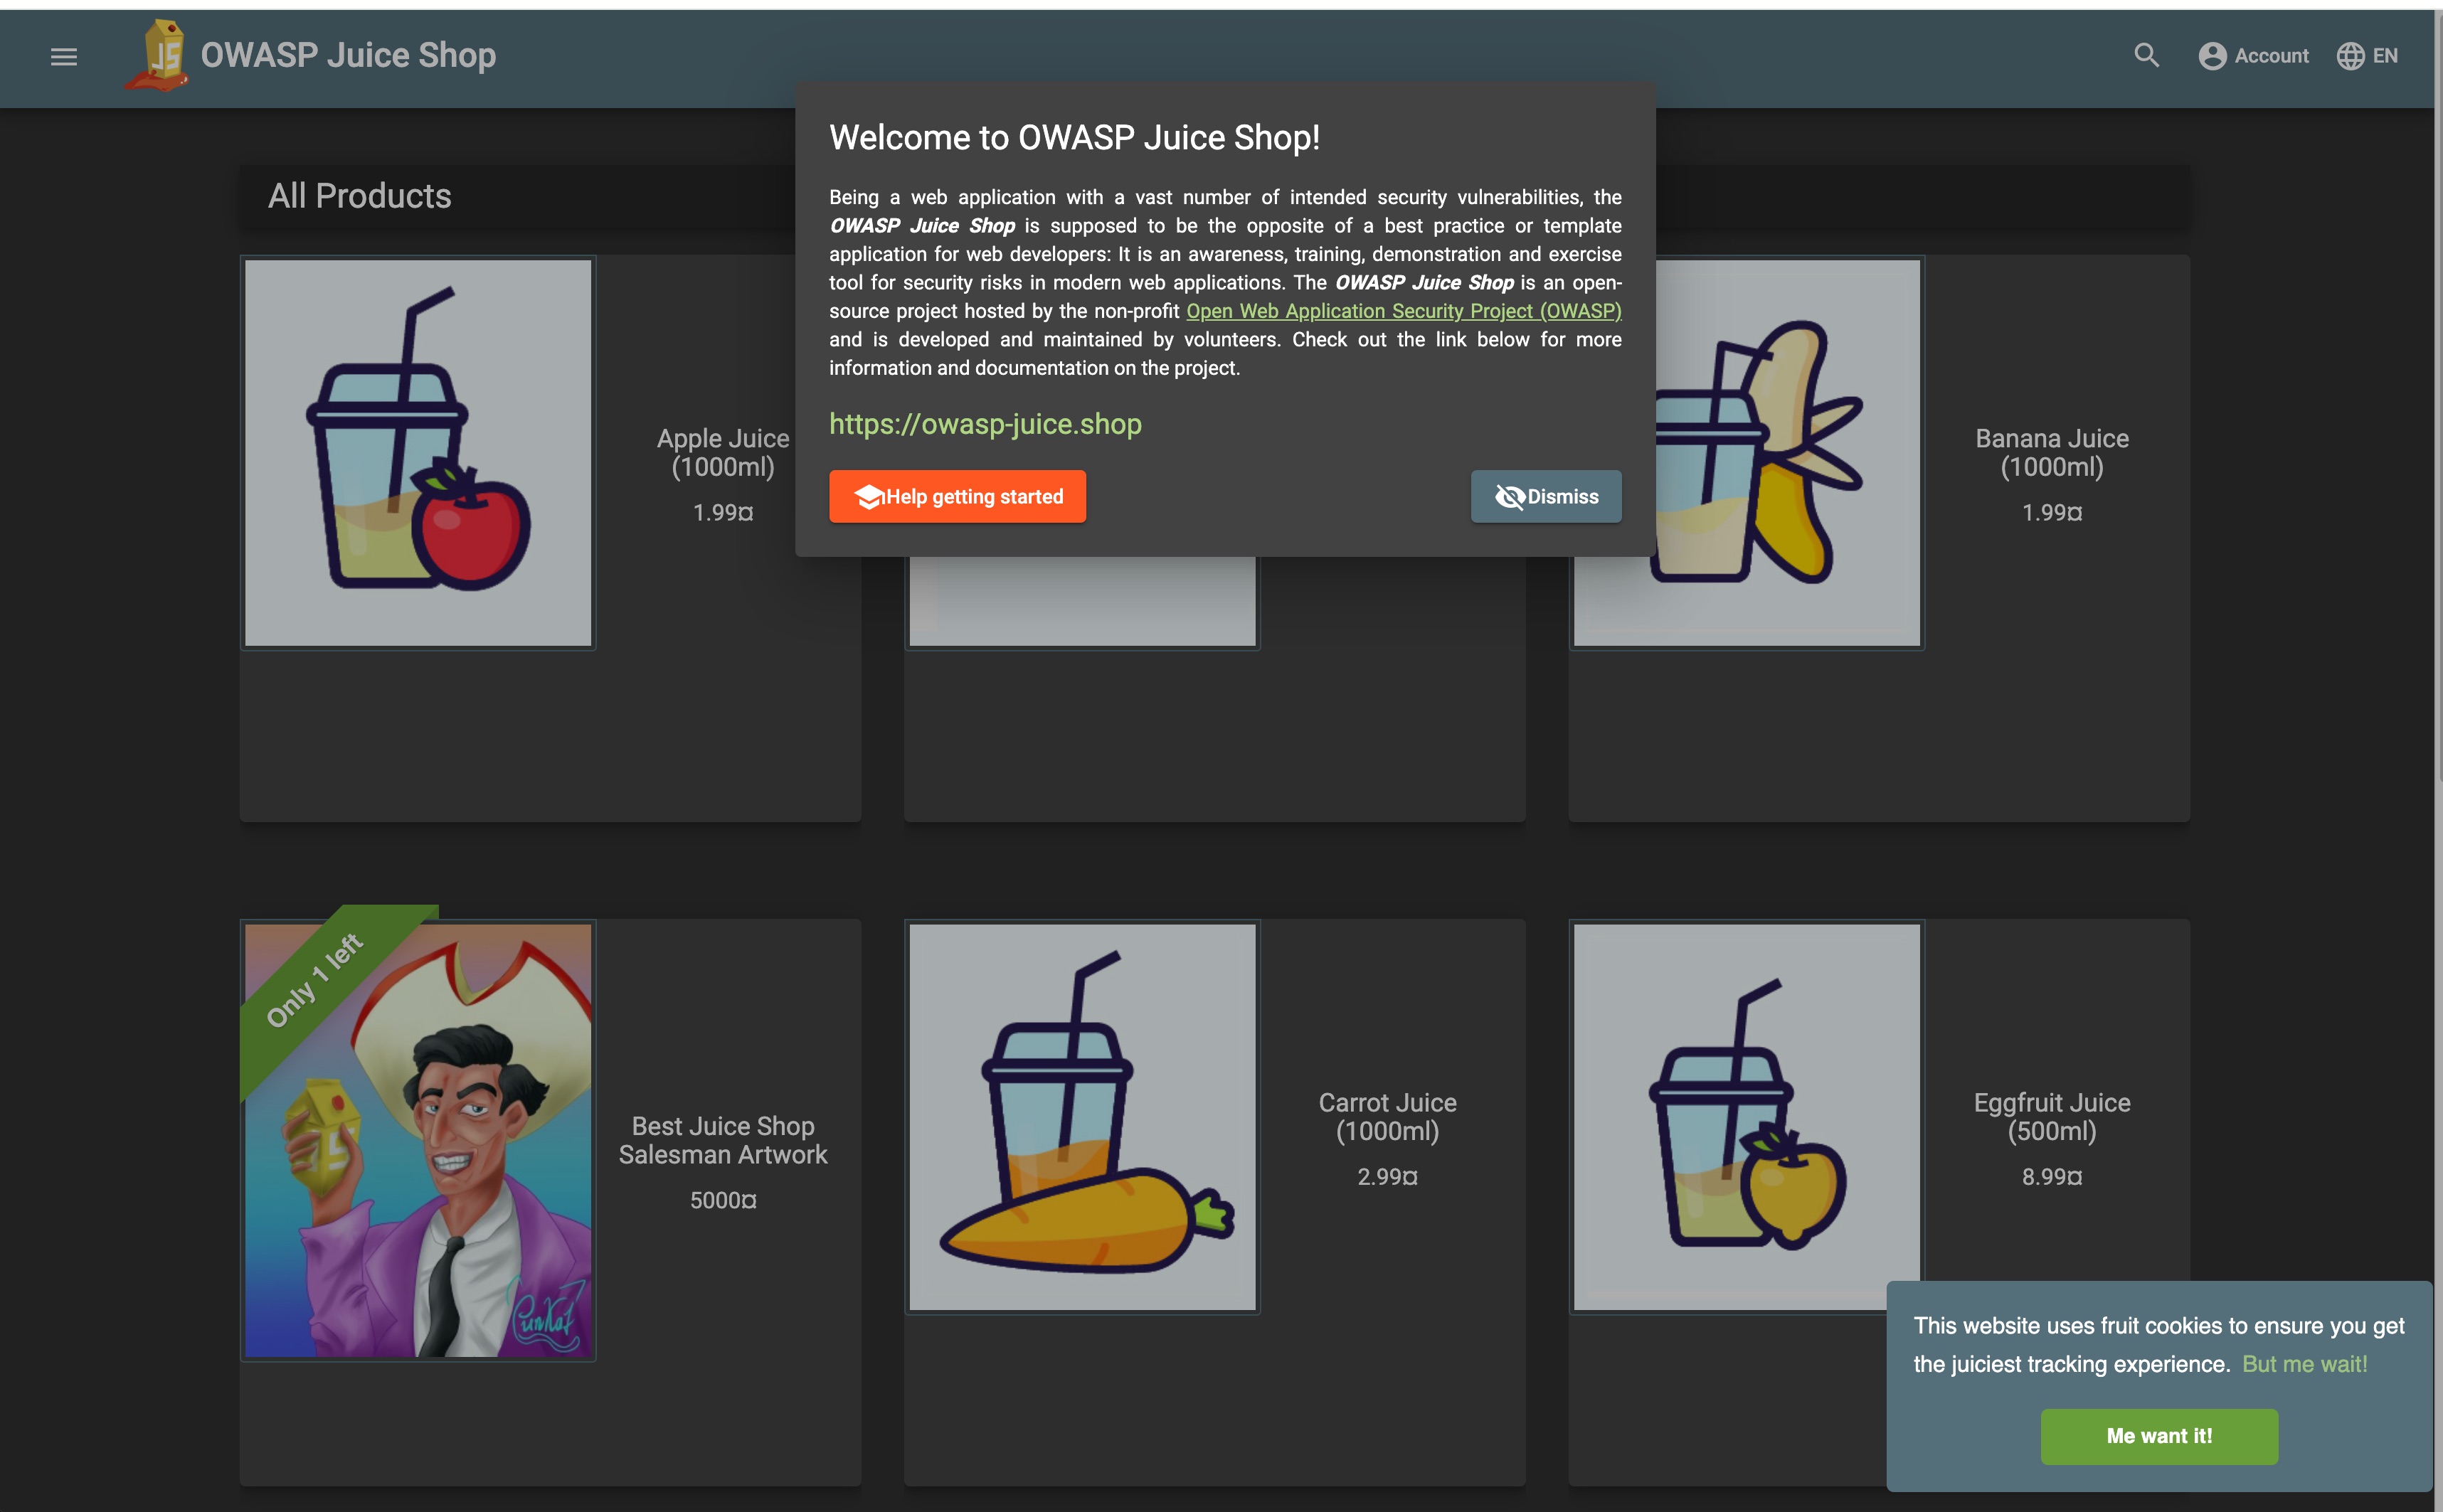 JS
OWASP Juice Shop
Account
EN
Welcome to OWASP Juice Shop!
Being a web application with a vast number of intended security vulnerabilities, the
OWASP Juice Shop is supposed to be the opposite of a best practice or template
application for web developers: It is an awareness, training, demonstration and exercise
tool for security risks in modern web applications. The OWASP Juice Shop is an open-
source project hosted by the non-profit Open Web Application Security Project (OWASP)
and is developed and maintained by volunteers. Check out the link below for more
information and documentation on the project.
https://owasp-juice.shop
Help getting started
Dismiss
All Products
Apple Juice
(1000ml)
1.99¤
Banana Juice
(1000ml)
1.99¤
Only 1 left
Best Juice Shop
Salesman Artwork
5000¤
Carrot Juice
(1000ml)
2.99¤
Eggfruit Juice
(500ml)
8.99¤
This website uses fruit cookies to ensure you get
the juiciest tracking experience. But me wait!
Me want it!